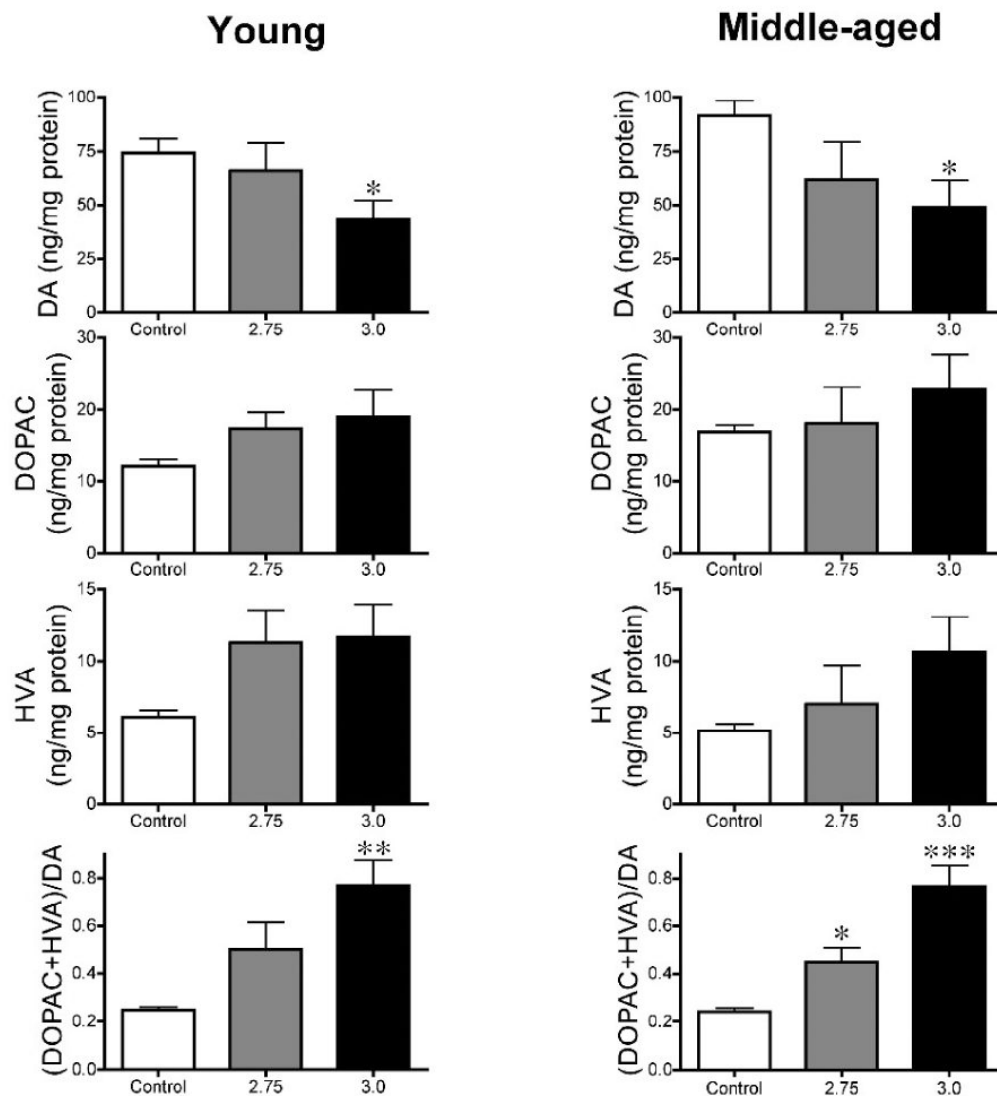 Young
Middle-aged
DA (ng/mg protein)
100
75
50
25
0
*
Control 2.75 3.0
DA (ng/mg protein)
100
75
50
25
0
*
Control 2.75 3.0
DOPAC
(ng/mg protein)
30
20
10
0
Control 2.75 3.0
DOPAC
(ng/mg protein)
30
20
10
0
Control 2.75 3.0
HVA
(ng/mg protein)
15
10
5
0
Control 2.75 3.0
HVA
(ng/mg protein)
15
10
5
0
Control 2.75 3.0
(DOPAC+HVA)/DA
0.8
0.6
0.4
0.2
0.0
**
Control 2.75 3.0
(DOPAC+HVA)/DA
0.8
0.6
0.4
0.2
0.0
*
***
Control 2.75 3.0